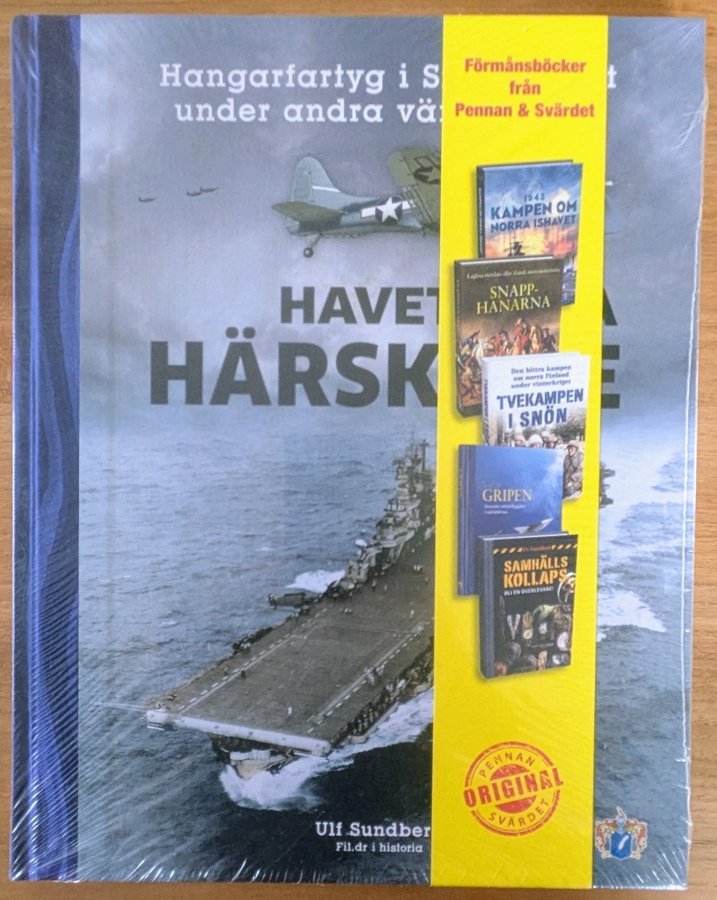 Hangarfartyg i S
under andra vä
HAVET
A
HÄRSK
E
Ulf Sundber
Fil.dr i historia
Förmånsböcker
från
Pennan & Svärdet
1942
KAMPEN OM
NORRA ISHAVET
SNAPP-
HANARNA
Den bittra kampen
om norra Finland
under vinterkriget
TVEKAMPEN
I SNÖN
GRIPEN
SAMHÄLLS
KOLLAPS
BLI EN ÖVERLEVARE!
PENNAN
ORIGINAL
SVÄRDET